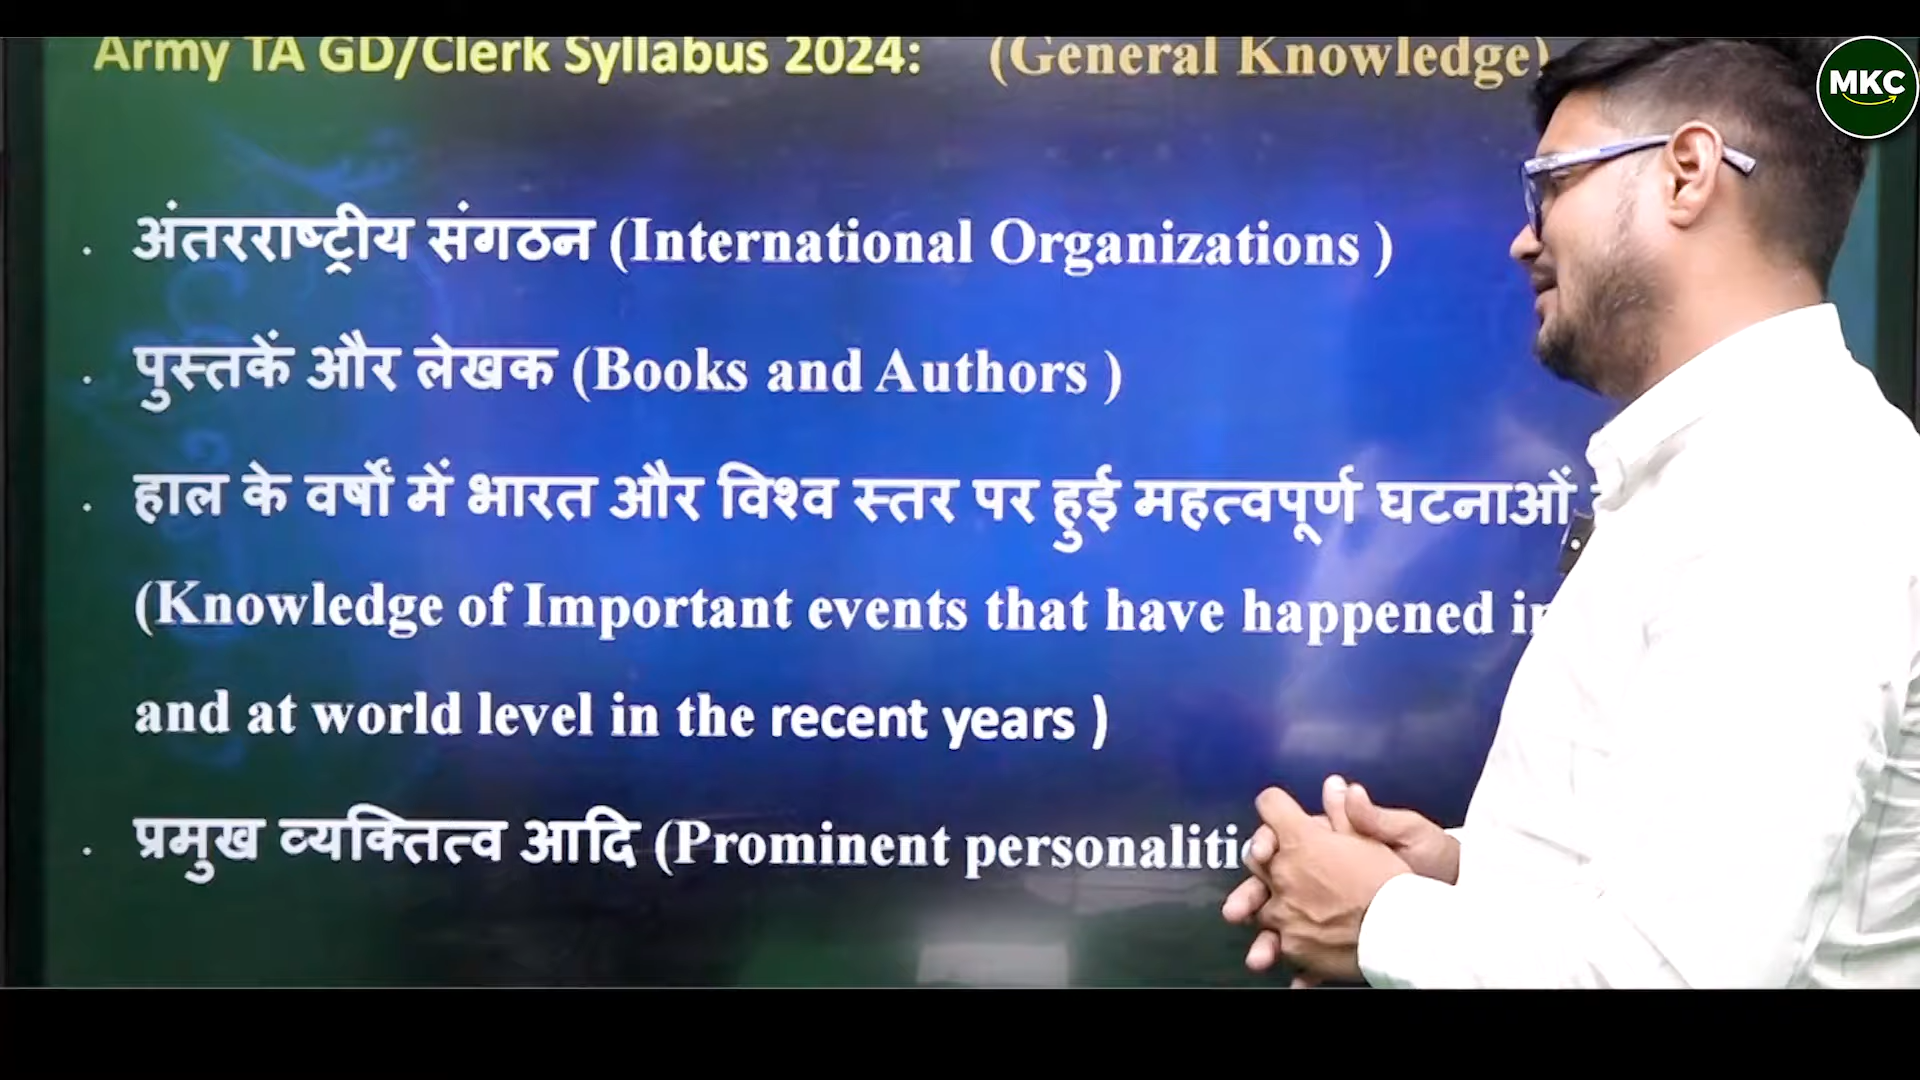 Army TA GD/Clerk Syllabus 2024: (General Knowledge)
MKC
. अंतरराष्ट्रीय संगठन (International Organizations )
. पुस्तकें और लेखक (Books and Authors )
. हाल के वर्षों में भारत और विश्व स्तर पर हुई महत्वपूर्ण घटनाओं
(Knowledge of Important events that have happened in
and at world level in the recent years )
. प्रमुख व्यक्तित्व आदि (Prominent